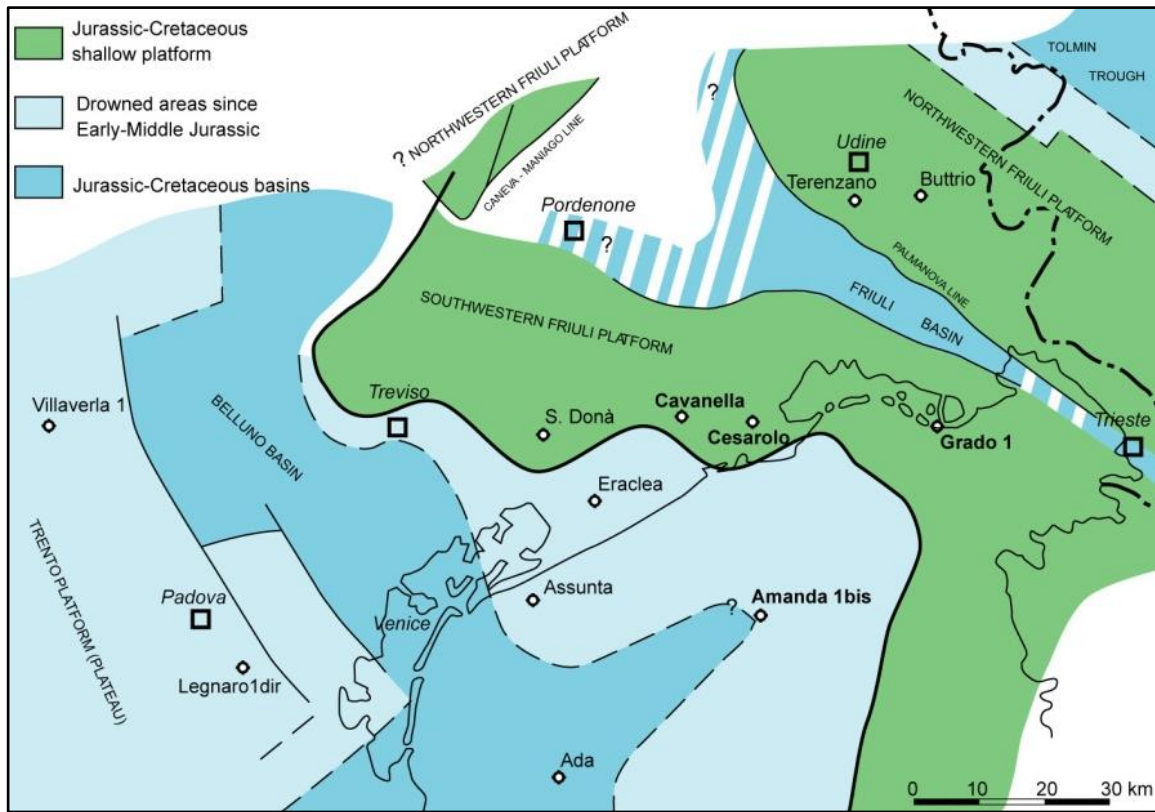 Jurassic-Cretaceous
shallow platform
Drowned areas since
Early-Middle Jurassic
Jurassic-Cretaceous basins
? NORTHWESTERN FRIULI PLATFORM
CANEVA - MANIAGO LINE
TOLMIN
TROUGH
?
NORTHWESTERN FRIULI PLATFORM
Udine
Terenzano
Buttrio
Pordenone
?
PALMANOVA LINE
FRIULI
BASIN
SOUTHWESTERN FRIULI PLATFORM
Villaverla 1
BELLUNO BASIN
Treviso
S. Donà
Cavanella
Cesarolo
Grado 1
Trieste
Eraclea
TRENTO PLATFORM (PLATEAU)
Padova
Venice
Assunta
?
Amanda 1bis
Legnaro1dir
Ada
0 10 20 30 km